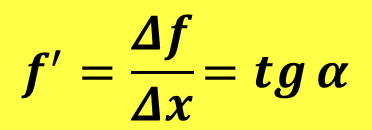 f′ = Δf/Δx = tg α